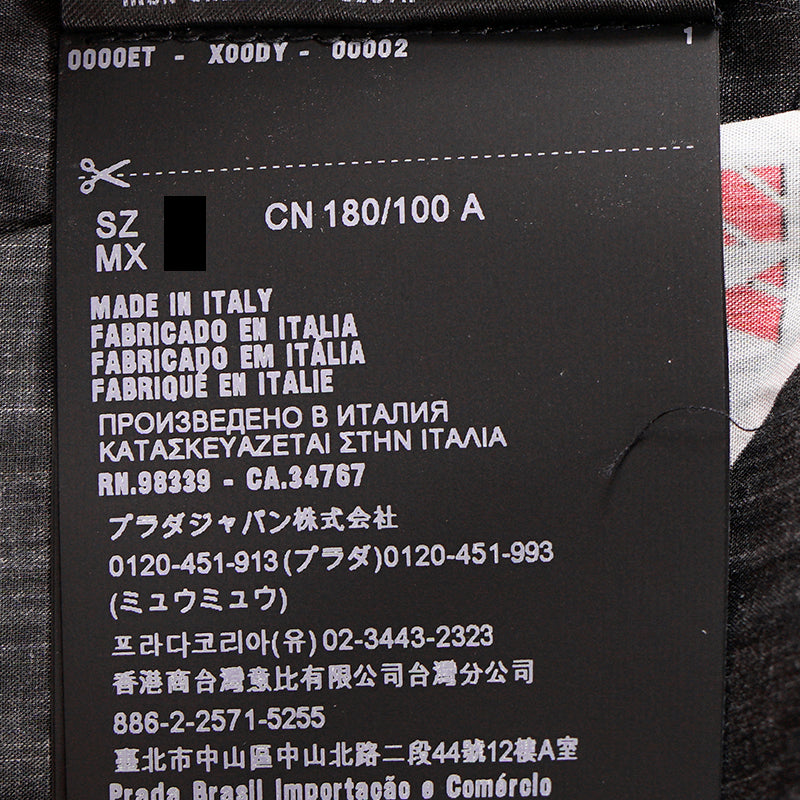 0000ET - X00DY - 00002
1
SZ
CN 180/100 A
MX
MADE IN ITALY
FABRICADO EN ITALIA
FABRICADO EM ITÁLIA
FABRIQUÉ EN ITALIE
ПРОИЗВЕДЕНО В ИТАЛИЯ
ΚΑΤΑΣΚΕΥΑΖΕΤΑΙ ΣΤΗΝ ΙΤΑΛΙΑ
RN.98339 - CA.34767
プラダジャパン株式会社
0120-451-913(プラダ)0120-451-993
(ミュウミュウ)
프라다코리아(유) 02-3443-2323
香港商台灣意比有限公司台灣分公司
886-2-2571-5255
臺北市中山區中山北路二段44號12樓A室
Prada Brasil Importação e Comércio